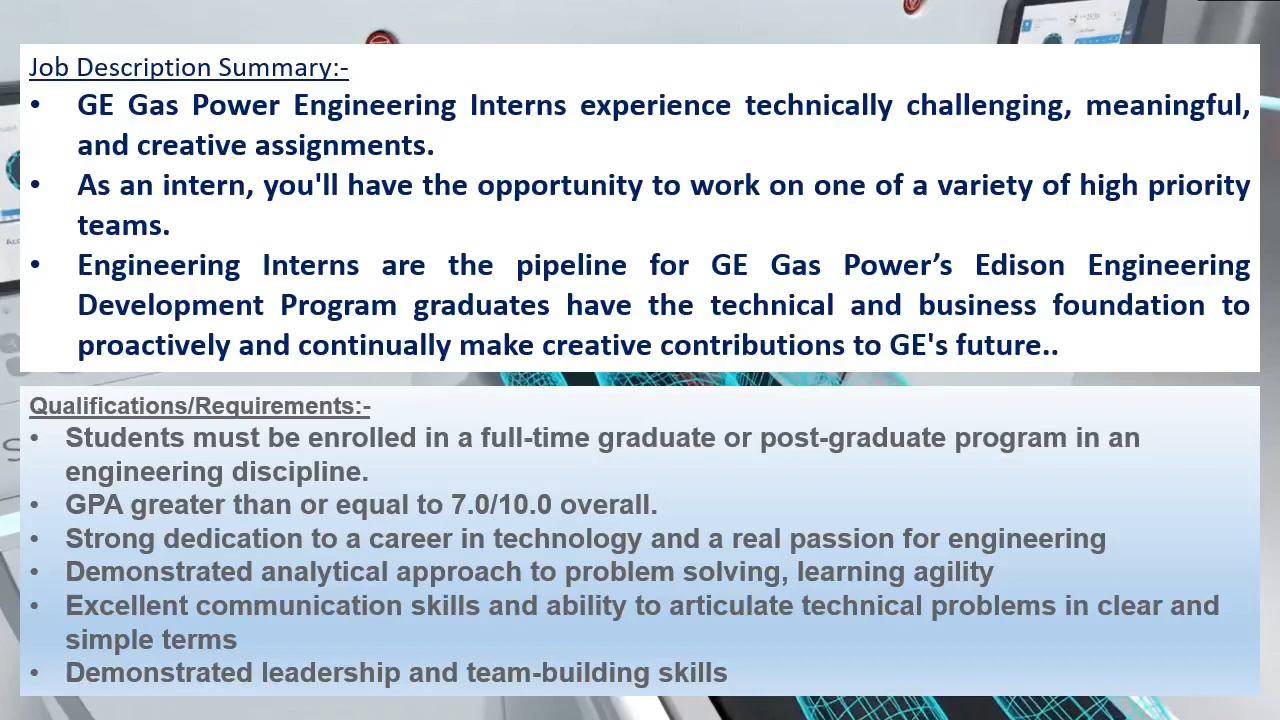 Job Description Summary:-
• GE Gas Power Engineering Interns experience technically challenging, meaningful,
and creative assignments.
• As an intern, you'll have the opportunity to work on one of a variety of high priority
teams.
• Engineering Interns are the pipeline for GE Gas Power’s Edison Engineering
Development Program graduates have the technical and business foundation to
proactively and continually make creative contributions to GE's future..
Qualifications/Requirements:-
• Students must be enrolled in a full-time graduate or post-graduate program in an
engineering discipline.
• GPA greater than or equal to 7.0/10.0 overall.
• Strong dedication to a career in technology and a real passion for engineering
• Demonstrated analytical approach to problem solving, learning agility
• Excellent communication skills and ability to articulate technical problems in clear and
simple terms
• Demonstrated leadership and team-building skills